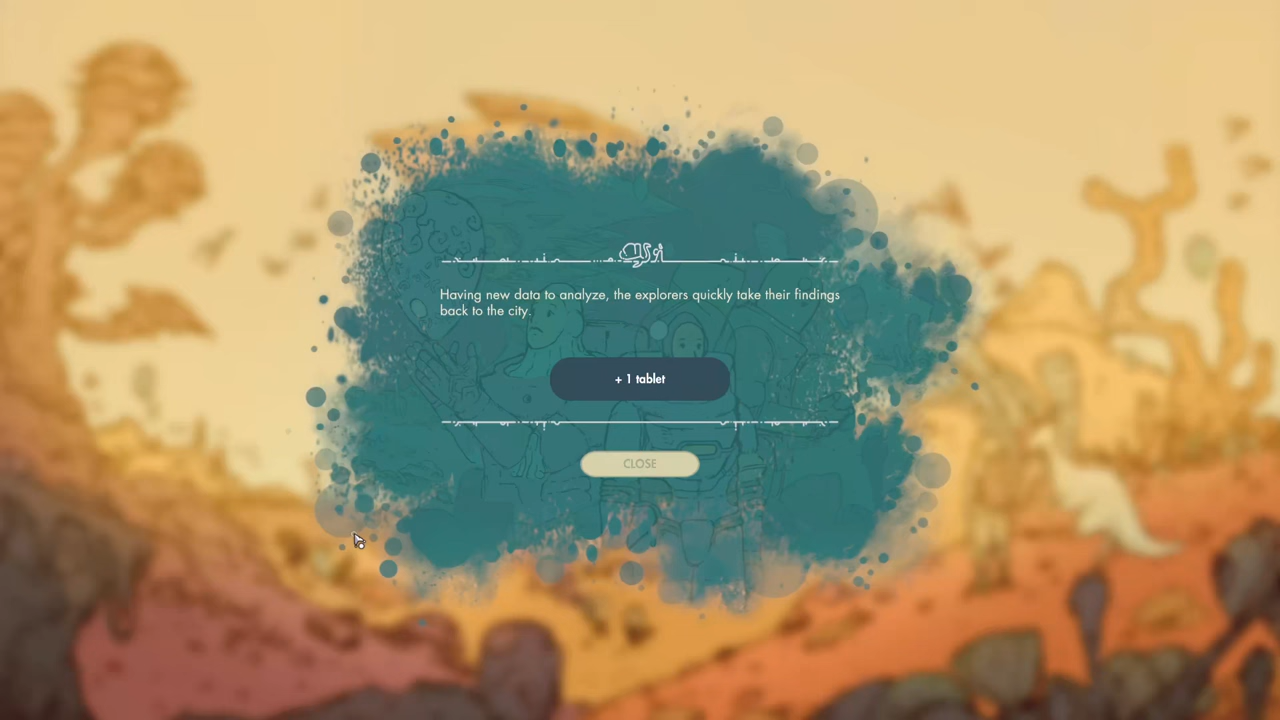 Having new data to analyze, the explorers quickly take their findings
back to the city.
+ 1 tablet
CLOSE